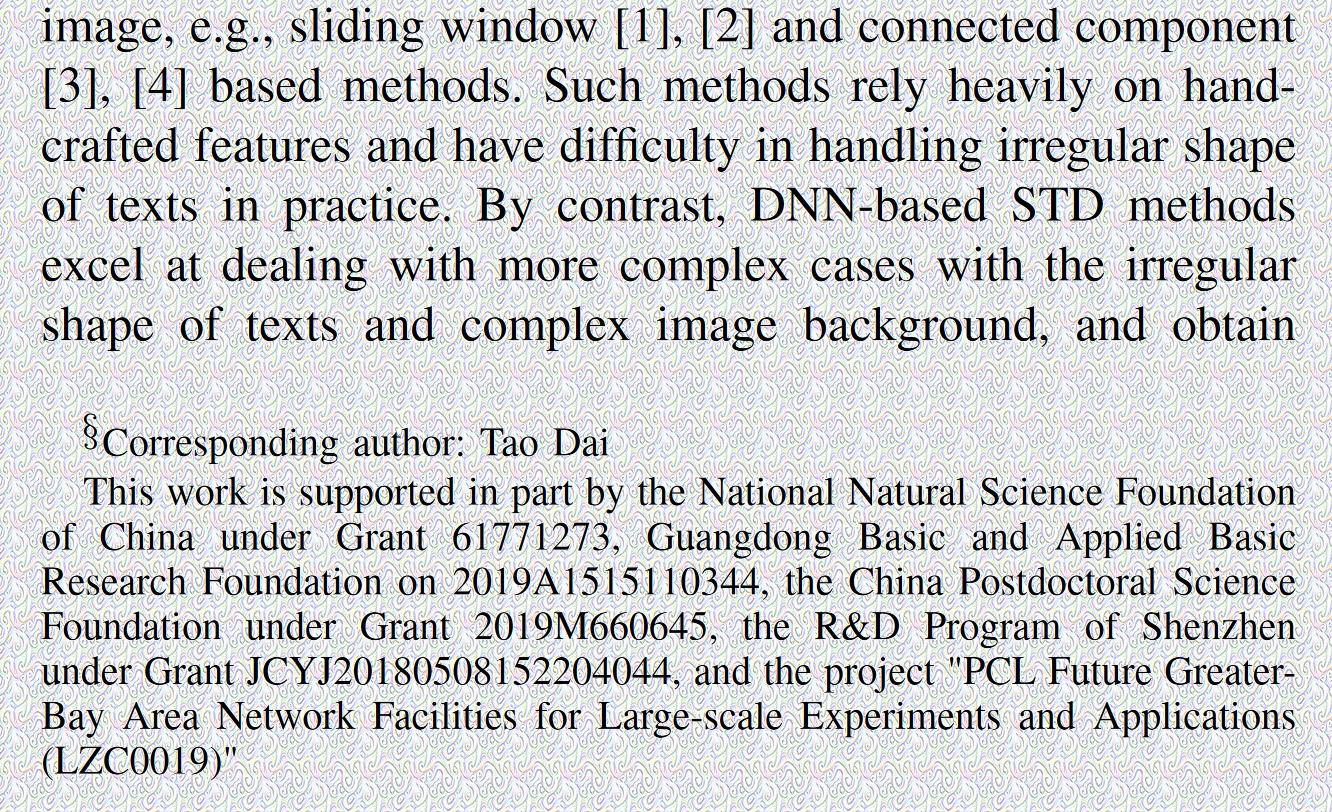 image, e.g., sliding window [1], [2] and connected component
[3], [4] based methods. Such methods rely heavily on hand-
crafted features and have difficulty in handling irregular shape
of texts in practice. By contrast, DNN-based STD methods
excel at dealing with more complex cases with the irregular
shape of texts and complex image background, and obtain
§Corresponding author: Tao Dai
This work is supported in part by the National Natural Science Foundation
of China under Grant 61771273, Guangdong Basic and Applied Basic
Research Foundation on 2019A1515110344, the China Postdoctoral Science
Foundation under Grant 2019M660645, the R&D Program of Shenzhen
under Grant JCYJ20180508152204044, and the project "PCL Future Greater-
Bay Area Network Facilities for Large-scale Experiments and Applications
(LZC0019)"